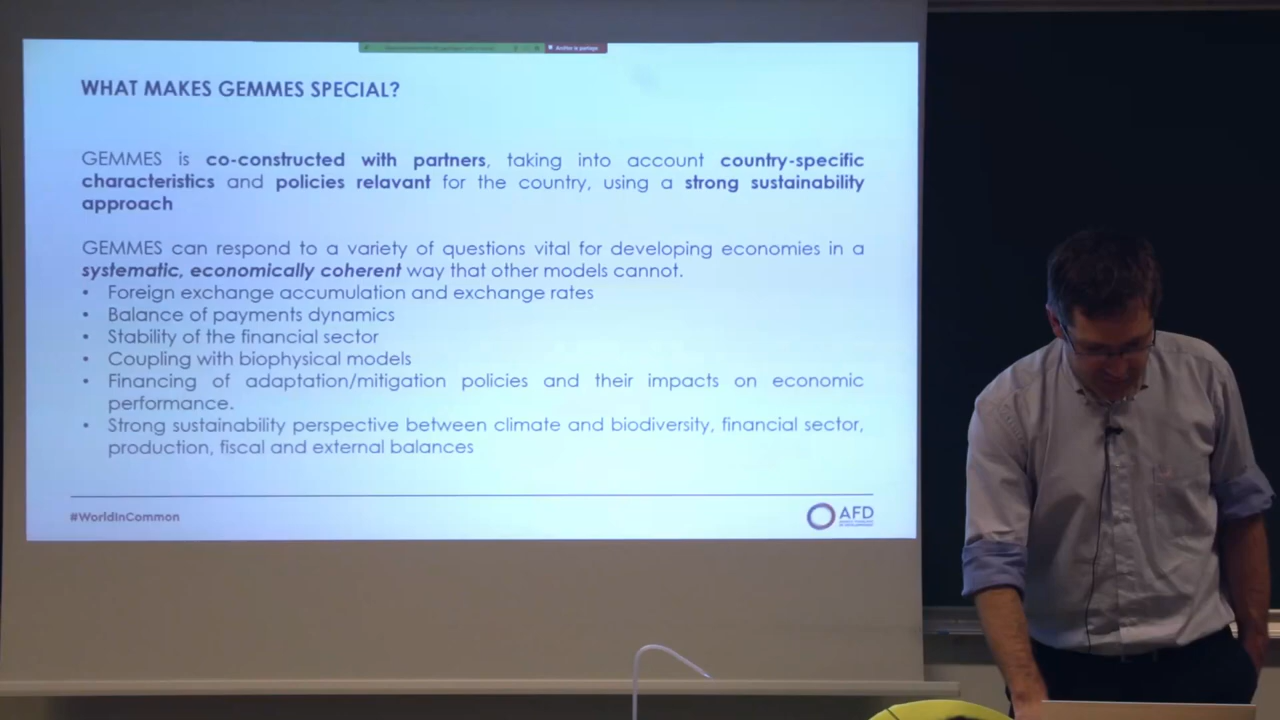 Arrêter le partage
WHAT MAKES GEMMES SPECIAL?
GEMMES is co-constructed with partners, taking into account country-specific
characteristics and policies relavant for the country, using a strong sustainability
approach
GEMMES can respond to a variety of questions vital for developing economies in a
systematic, economically coherent way that other models cannot.
• Foreign exchange accumulation and exchange rates
• Balance of payments dynamics
• Stability of the financial sector
• Coupling with biophysical models
• Financing of adaptation/mitigation policies and their impacts on economic
performance.
• Strong sustainability perspective between climate and biodiversity, financial sector,
production, fiscal and external balances
#WorldInCommon
AFD